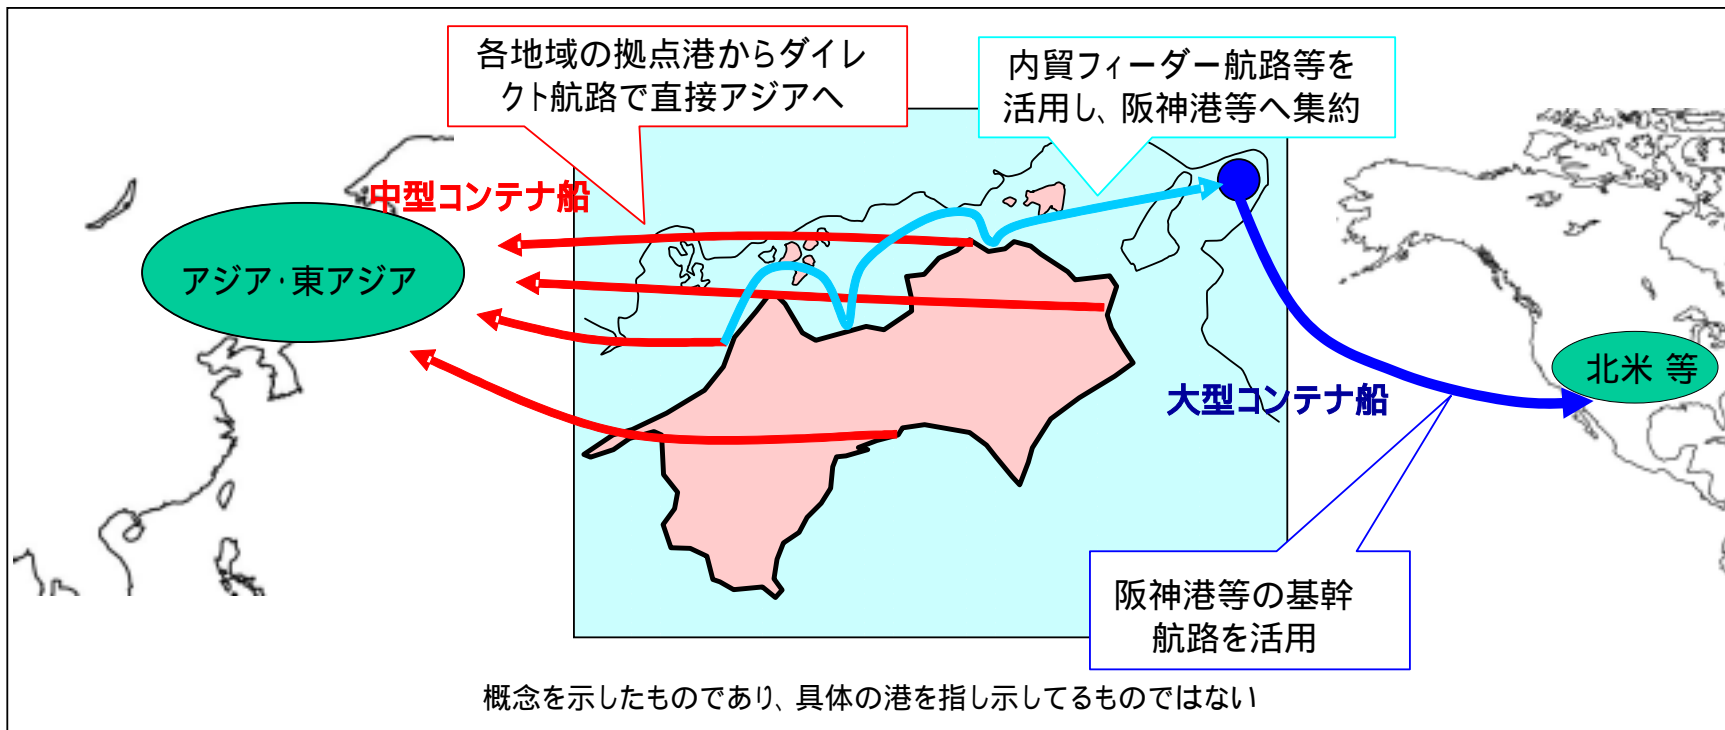 各地域の拠点港からダイレ
クト航路で直接アジアへ
内貿フィーダー航路等を
活用し、阪神港等へ集約
中型コンテナ船
アジア・東アジア
北米 等
大型コンテナ船
阪神港等の基幹
航路を活用
概念を示したものであり、具体の港を指し示してるものではない